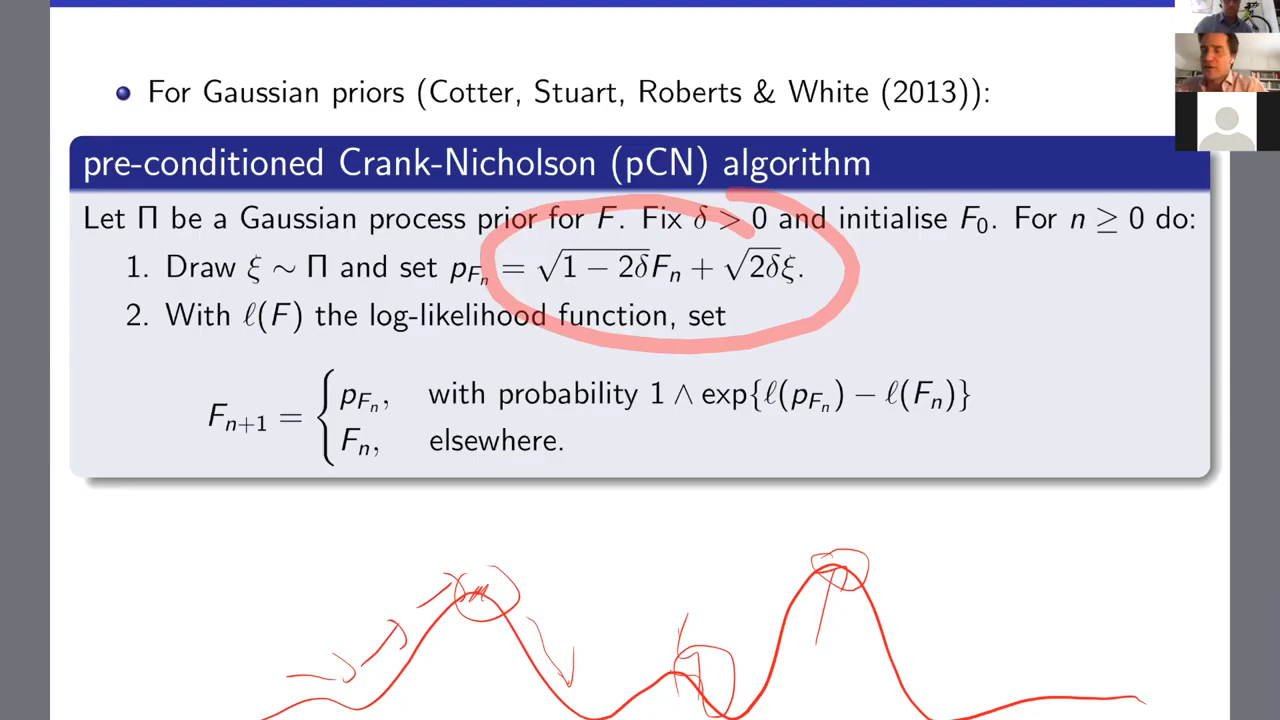 For Gaussian priors (Cotter, Stuart, Roberts & White (2013)):
pre-conditioned Crank-Nicholson (pCN) algorithm
Let Π be a Gaussian process prior for F. Fix δ > 0 and initialise F₀. For n ≥ 0 do:
1. Draw ξ ∼ Π and set p_{F_n} = √(1 − 2δ)F_n + √(2δ)ξ.
2. With ℓ(F) the log-likelihood function, set
F_{n+1} = { p_{F_n}, with probability 1 ∧ exp{ℓ(p_{F_n}) − ℓ(F_n)}
F_n, elsewhere.